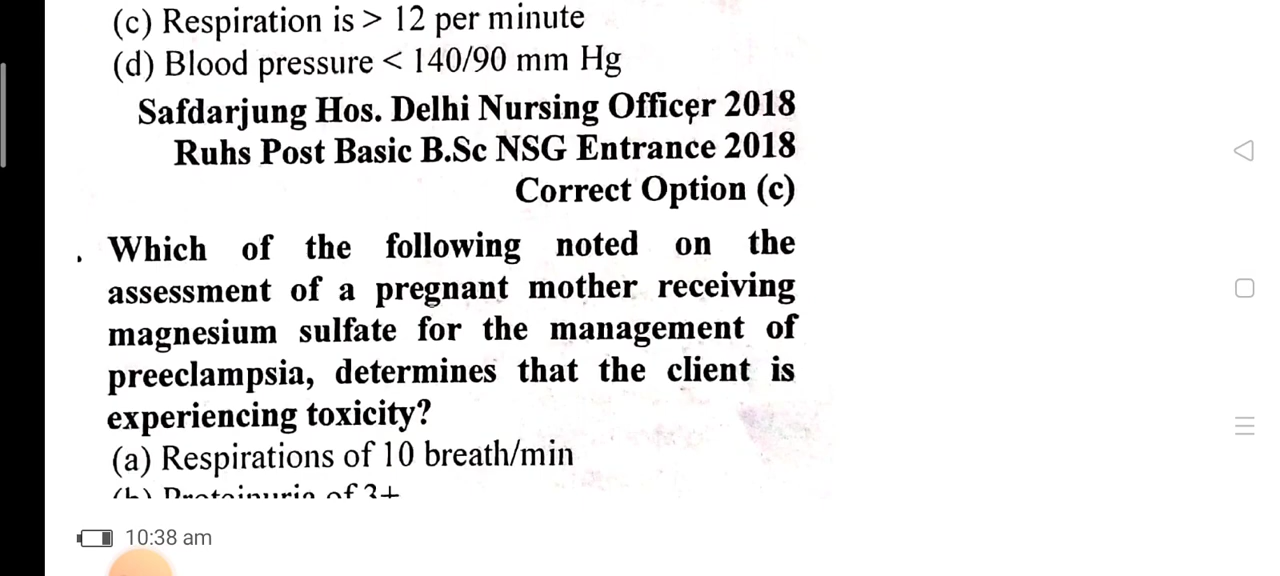 (c) Respiration is > 12 per minute
(d) Blood pressure < 140/90 mm Hg
Safdarjung Hos. Delhi Nursing Officer 2018
Ruhs Post Basic B.Sc NSG Entrance 2018
Correct Option (c)
. Which of the following noted on the
assessment of a pregnant mother receiving
magnesium sulfate for the management of
preeclampsia, determines that the client is
experiencing toxicity?
(a) Respirations of 10 breath/min
(b) Proteinuria of 3+
10:38 am